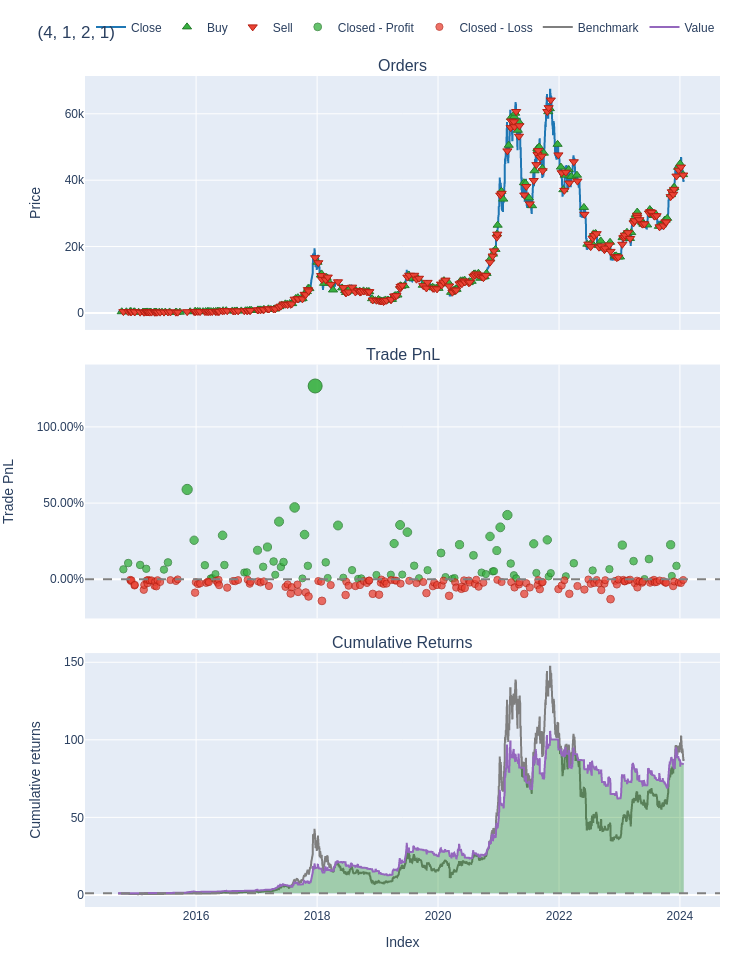 (4, 1, 2, 1)
Close Buy Sell Closed - Profit Closed - Loss Benchmark Value
Orders
60k
40k
20k
0
Price
Trade PnL
100.00%
50.00%
0.00%
Trade PnL
Cumulative Returns
150
100
50
0
Cumulative returns
2016 2018 2020 2022 2024
Index